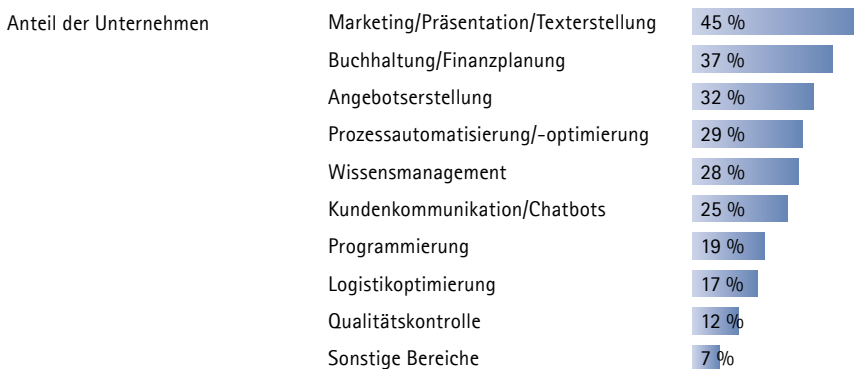 Anteil der Unternehmen Marketing/Präsentation/Texterstellung 45 %
Buchhaltung/Finanzplanung 37 %
Angebotserstellung 32 %
Prozessautomatisierung/-optimierung 29 %
Wissensmanagement 28 %
Kundenkommunikation/Chatbots 25 %
Programmierung 19 %
Logistikoptimierung 17 %
Qualitätskontrolle 12 %
Sonstige Bereiche 7 %